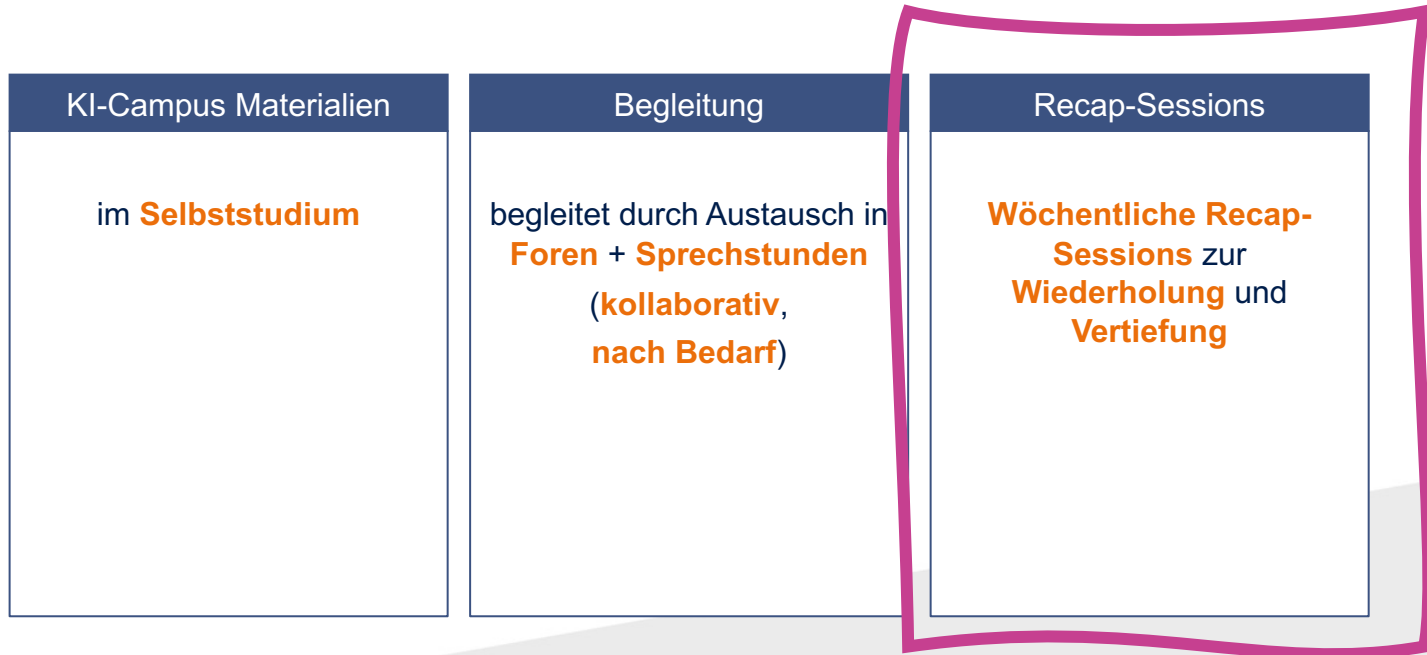 KI-Campus Materialien
im Selbststudium
Begleitung
begleitet durch Austausch in
Foren + Sprechstunden
(kollaborativ,
nach Bedarf)
Recap-Sessions
Wöchentliche Recap-
Sessions zur
Wiederholung und
Vertiefung